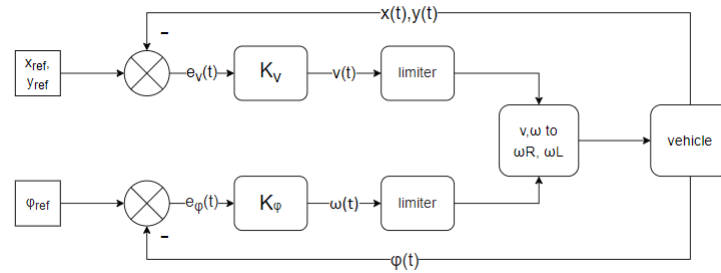 x(t),y(t)
−
xref,
yref
ev(t)
Kv
v(t)
limiter
v,ω to
ωR, ωL
vehicle
φref
eφ(t)
Kφ
ω(t)
limiter
−
φ(t)